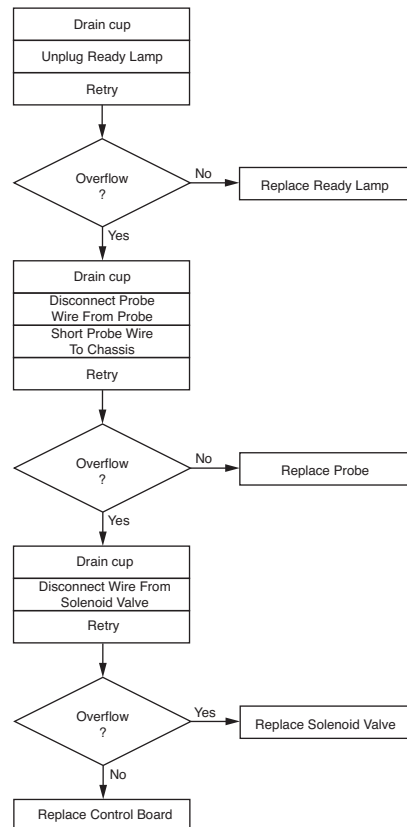 Drain cup
Unplug Ready Lamp
Retry
Overflow
?
No
Replace Ready Lamp
Yes
Drain cup
Disconnect Probe
Wire From Probe
Short Probe Wire
To Chassis
Retry
Overflow
?
No
Replace Probe
Yes
Drain cup
Disconnect Wire From
Solenoid Valve
Retry
Overflow
?
Yes
Replace Solenoid Valve
No
Replace Control Board